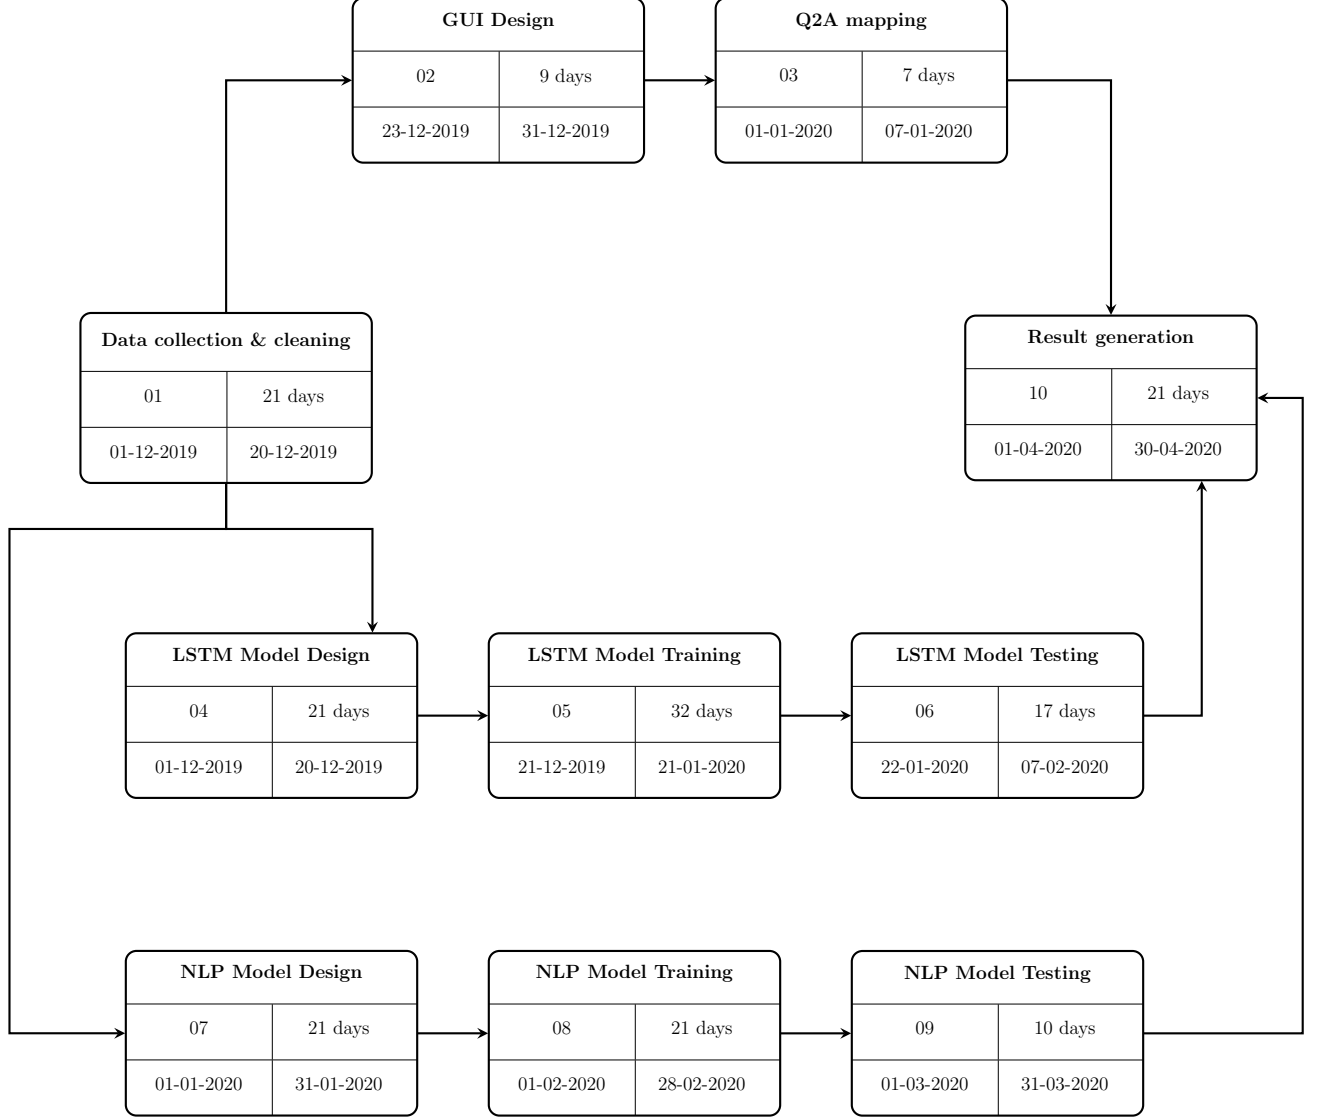 GUI Design
02 9 days
23-12-2019 31-12-2019
Q2A mapping
03 7 days
01-01-2020 07-01-2020
Data collection & cleaning
01 21 days
01-12-2019 20-12-2019
Result generation
10 21 days
01-04-2020 30-04-2020
LSTM Model Design
04 21 days
01-12-2019 20-12-2019
LSTM Model Training
05 32 days
21-12-2019 21-01-2020
LSTM Model Testing
06 17 days
22-01-2020 07-02-2020
NLP Model Design
07 21 days
01-01-2020 31-01-2020
NLP Model Training
08 21 days
01-02-2020 28-02-2020
NLP Model Testing
09 10 days
01-03-2020 31-03-2020